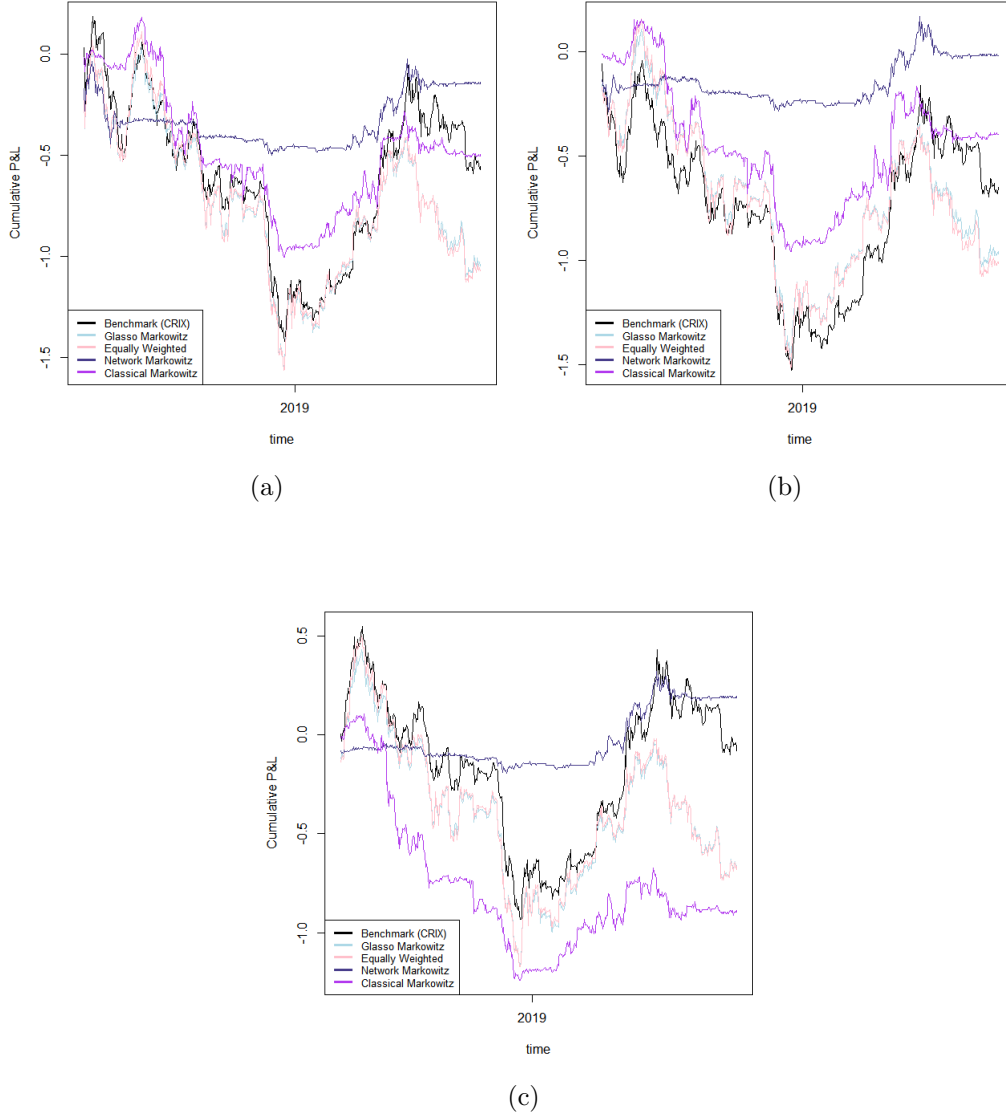 Cumulative P&L
0.0
-0.5
-1.0
-1.5
Benchmark (CRIX)
Glasso Markowitz
Equally Weighted
Network Markowitz
Classical Markowitz
2019
time
(a)
Cumulative P&L
0.0
-0.5
-1.0
-1.5
Benchmark (CRIX)
Glasso Markowitz
Equally Weighted
Network Markowitz
Classical Markowitz
2019
time
(b)
Cumulative P&L
0.5
0.0
-0.5
-1.0
Benchmark (CRIX)
Glasso Markowitz
Equally Weighted
Network Markowitz
Classical Markowitz
2019
time
(c)